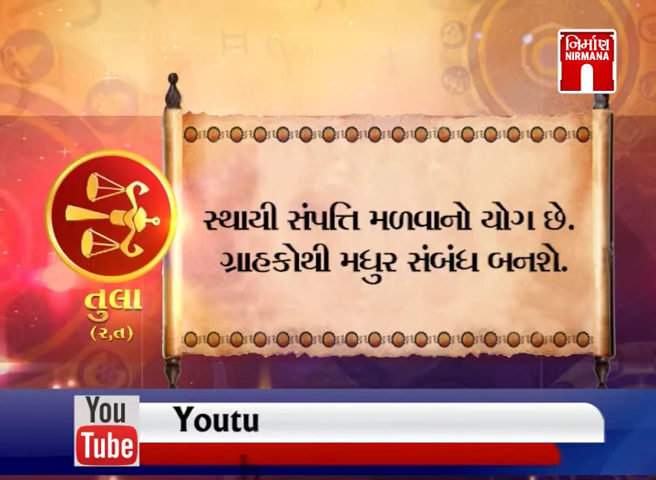 નિર્માણ
NIRMANA
સ્થાયી સંપત્તિ મળવાનો યોગ છે.
ગ્રાહકોથી મધુર સંબંધ બનશે.
તુલા
(ર,ત)
You
Tube
Youtu